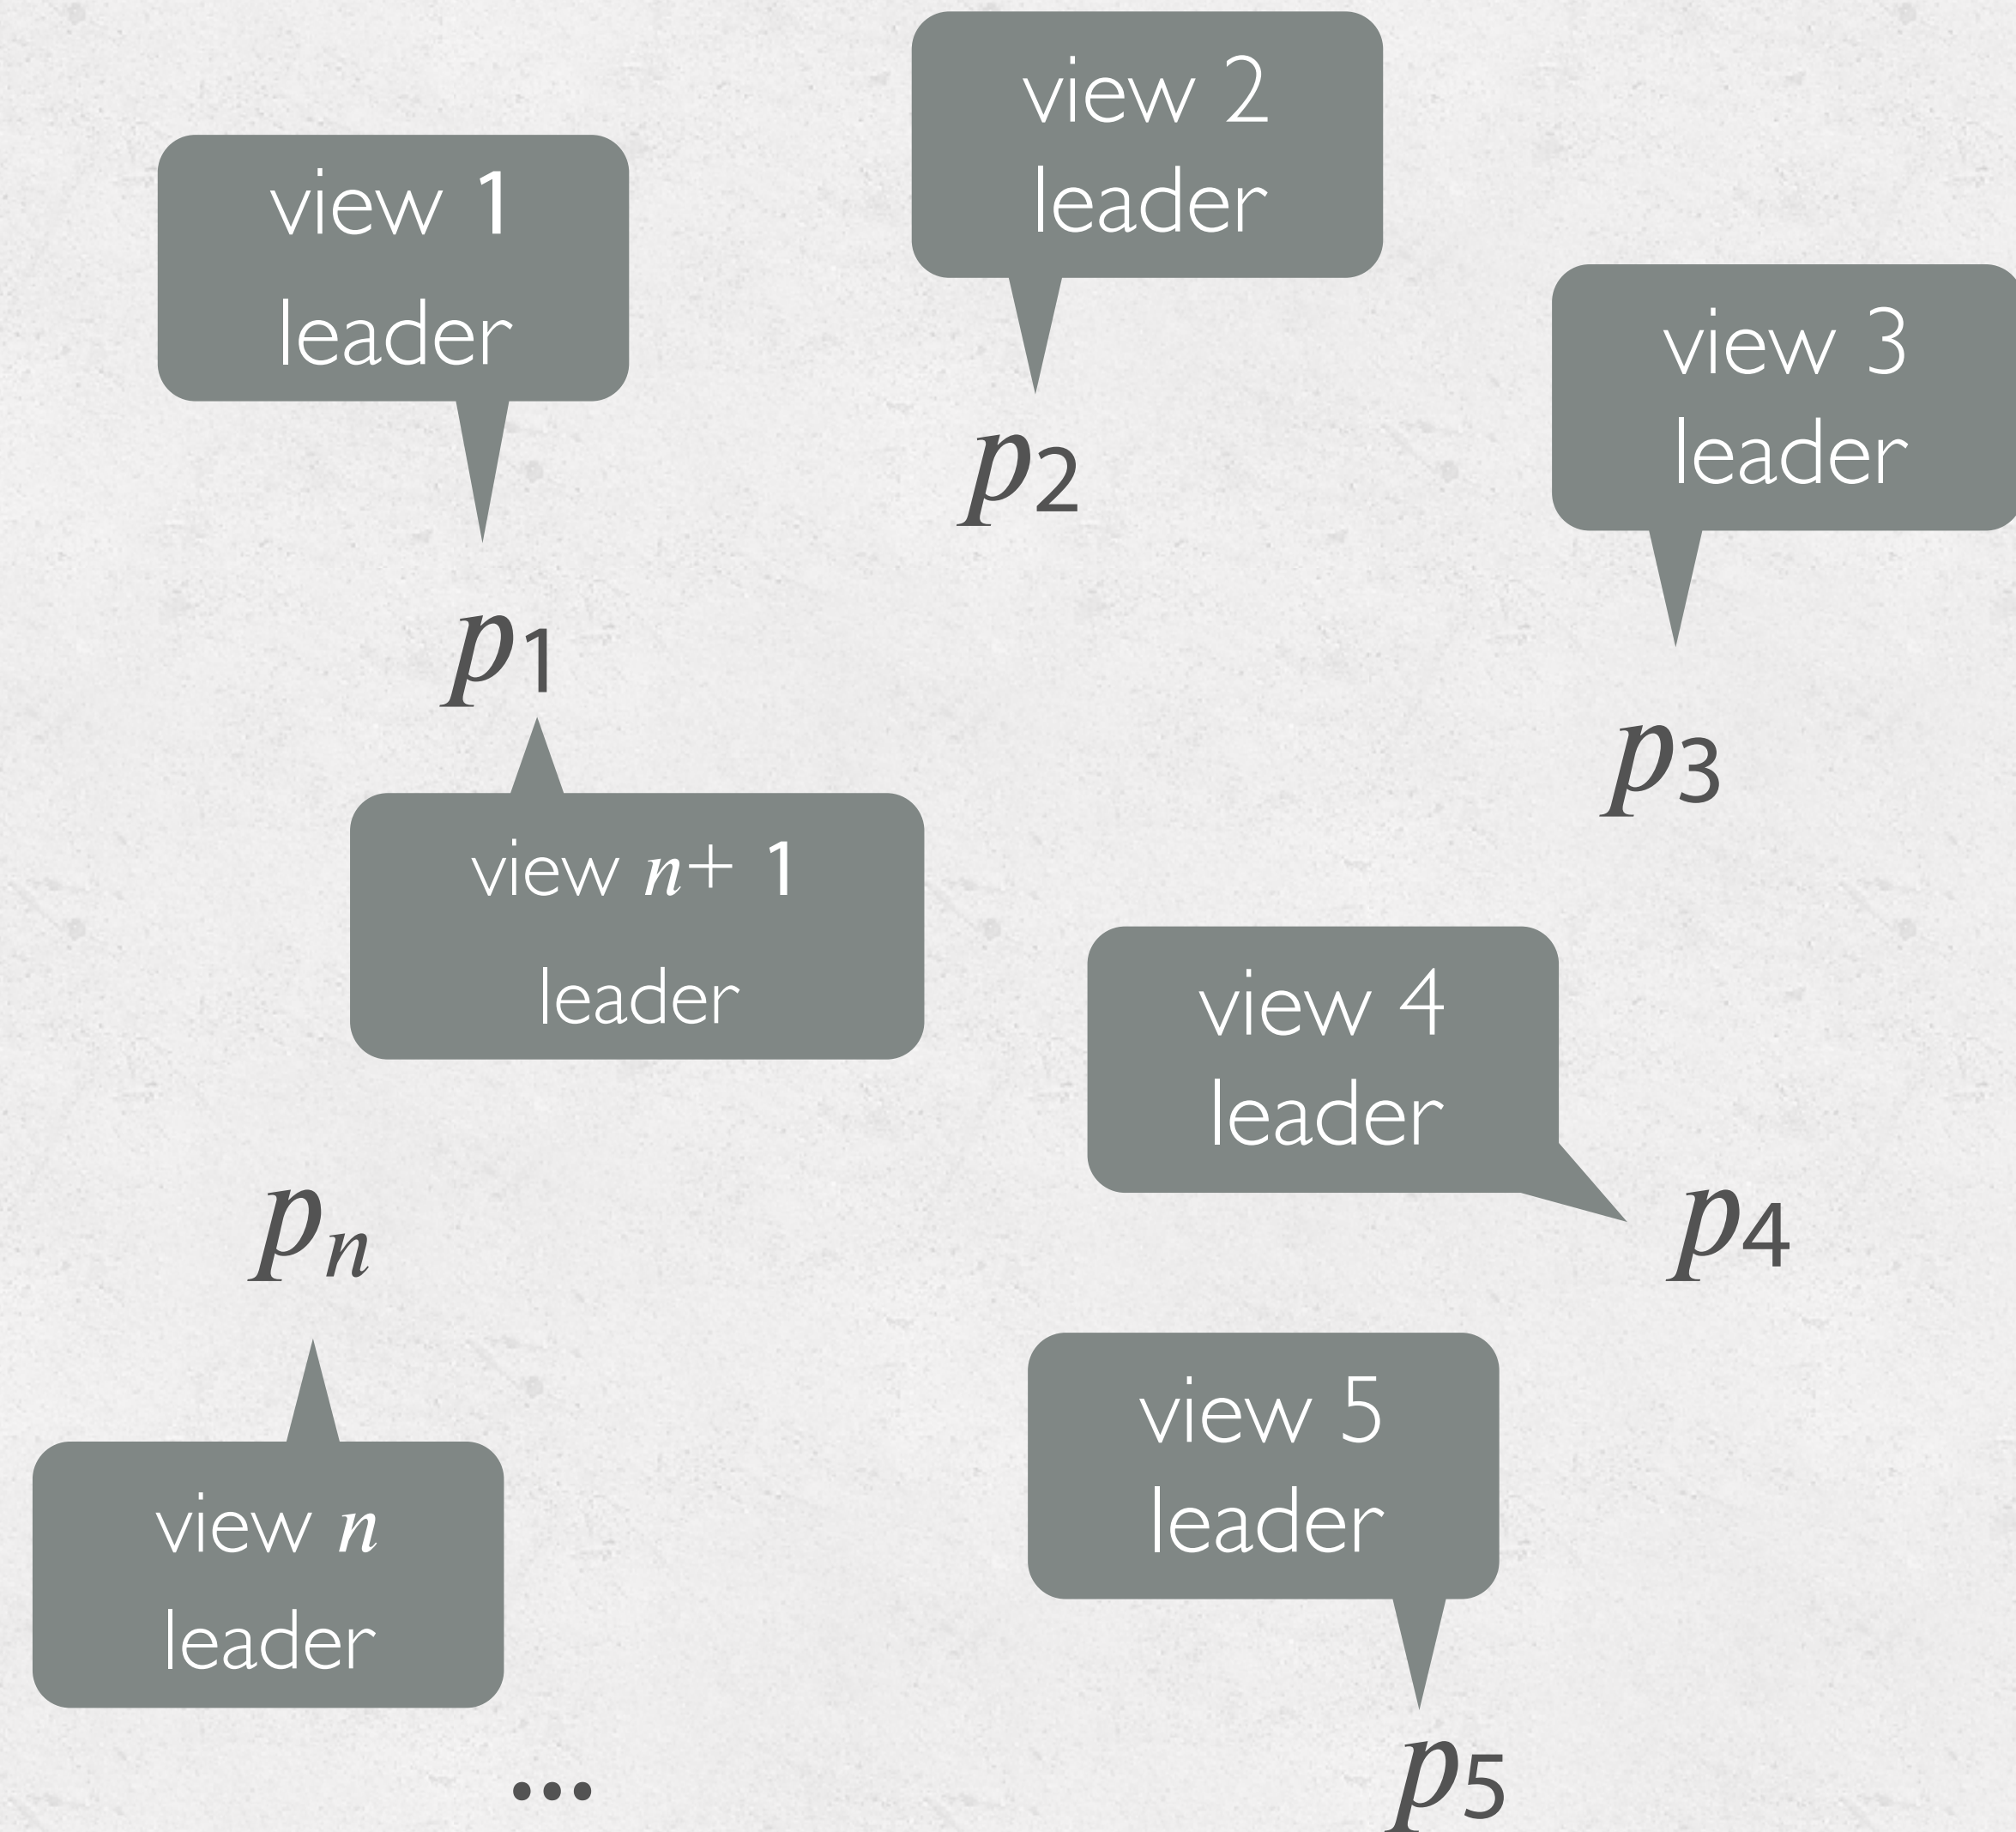 view 1
leader
p1
view 2
leader
p2
view 3
leader
p3
view n+ 1
leader
view 4
leader
p4
view 5
leader
p5
...
pn
view n
leader